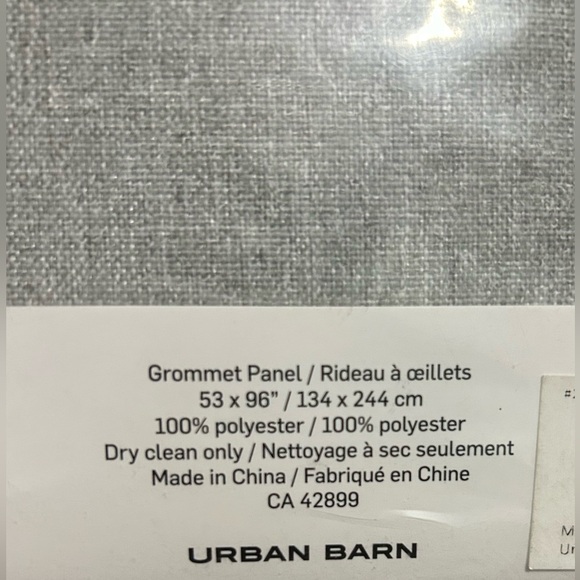 Grommet Panel / Rideau à œillets
53 x 96" / 134 x 244 cm
100% polyester / 100% polyester
Dry clean only / Nettoyage à sec seulement
Made in China / Fabriqué en Chine
CA 42899
URBAN BARN